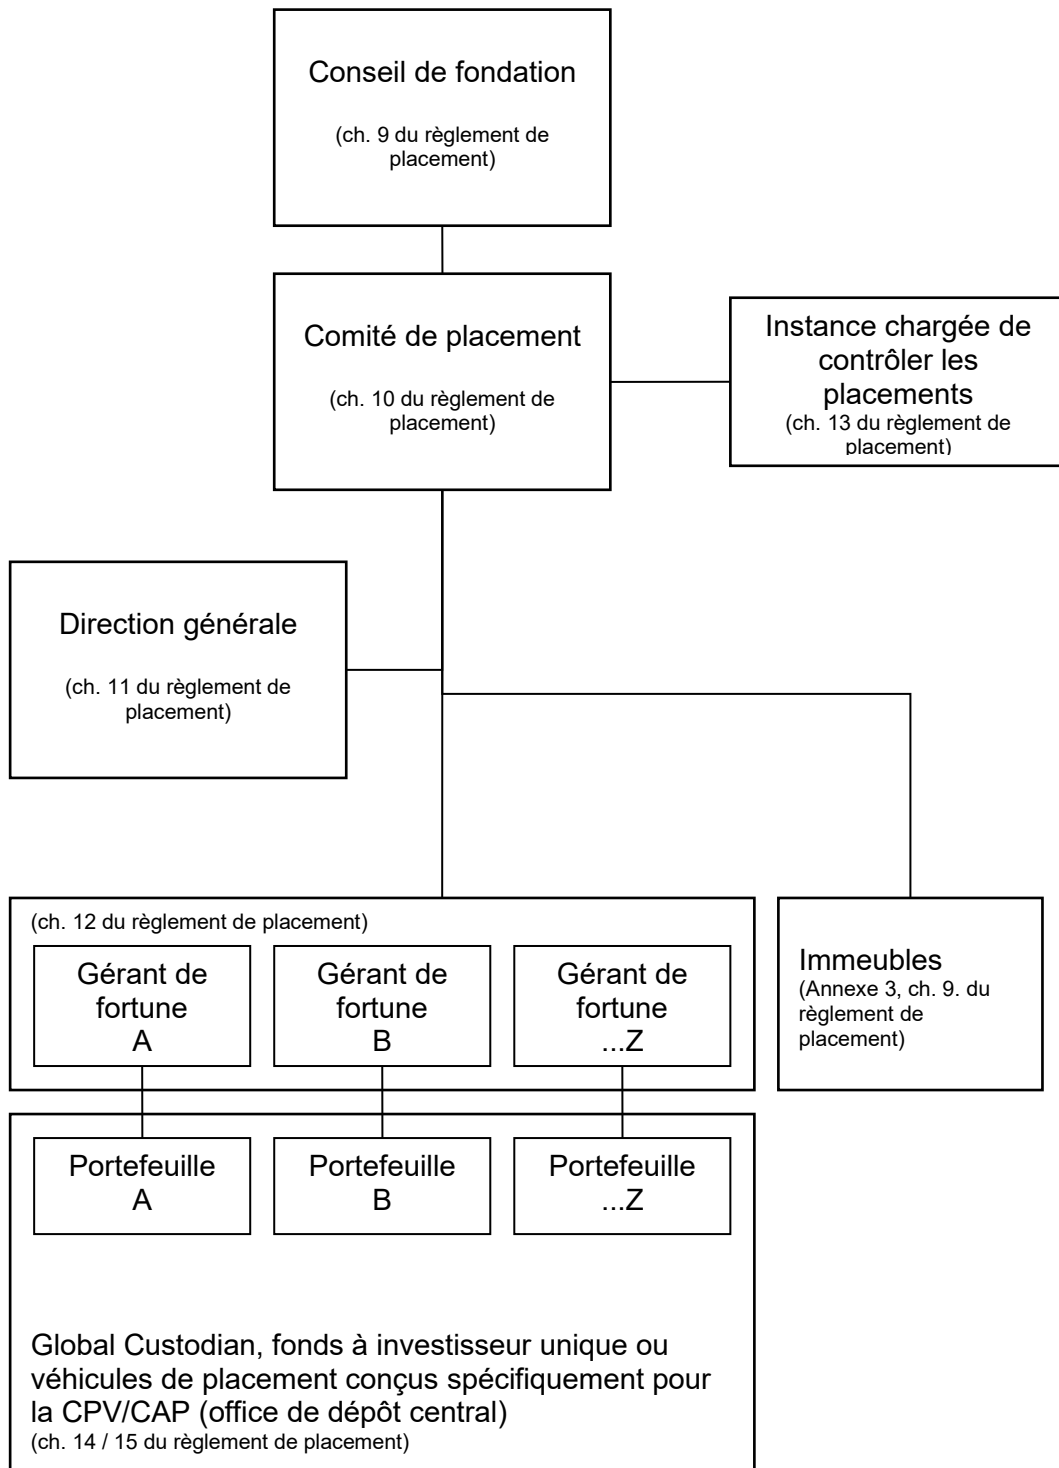 Conseil de fondation
(ch. 9 du règlement de
placement)
Comité de placement
(ch. 10 du règlement de
placement)
Instance chargée de
contrôler les
placements
(ch. 13 du règlement de
placement)
Direction générale
(ch. 11 du règlement de
placement)
(ch. 12 du règlement de placement)
Gérant de
fortune
A
Gérant de
fortune
B
Gérant de
fortune
...Z
Immeubles
(Annexe 3, ch. 9. du
règlement de
placement)
Portefeuille
A
Portefeuille
B
Portefeuille
...Z
Global Custodian, fonds à investisseur unique ou
véhicules de placement conçus spécifiquement pour
la CPV/CAP (office de dépôt central)
(ch. 14 / 15 du règlement de placement)